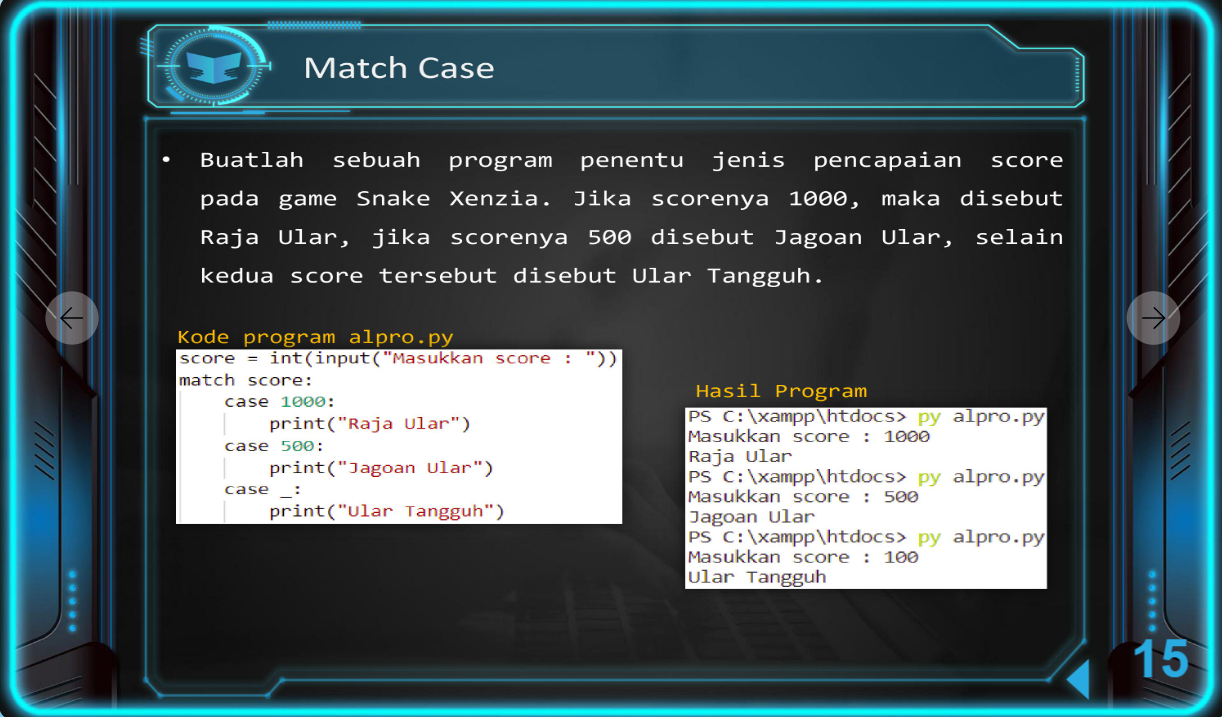 Match Case
• Buatlah sebuah program penentu jenis pencapaian score
pada game Snake Xenzia. Jika scorenya 1000, maka disebut
Raja Ular, jika scorenya 500 disebut Jagoan Ular, selain
kedua score tersebut disebut Ular Tangguh.
Kode program alpro.py
score = int(input("Masukkan score : "))
match score:
    case 1000:
        print("Raja Ular")
    case 500:
        print("Jagoan Ular")
    case _:
        print("Ular Tangguh")
Hasil Program
PS C:\xampp\htdocs> py alpro.py
Masukkan score : 1000
Raja Ular
PS C:\xampp\htdocs> py alpro.py
Masukkan score : 500
Jagoan Ular
PS C:\xampp\htdocs> py alpro.py
Masukkan score : 100
Ular Tangguh
15